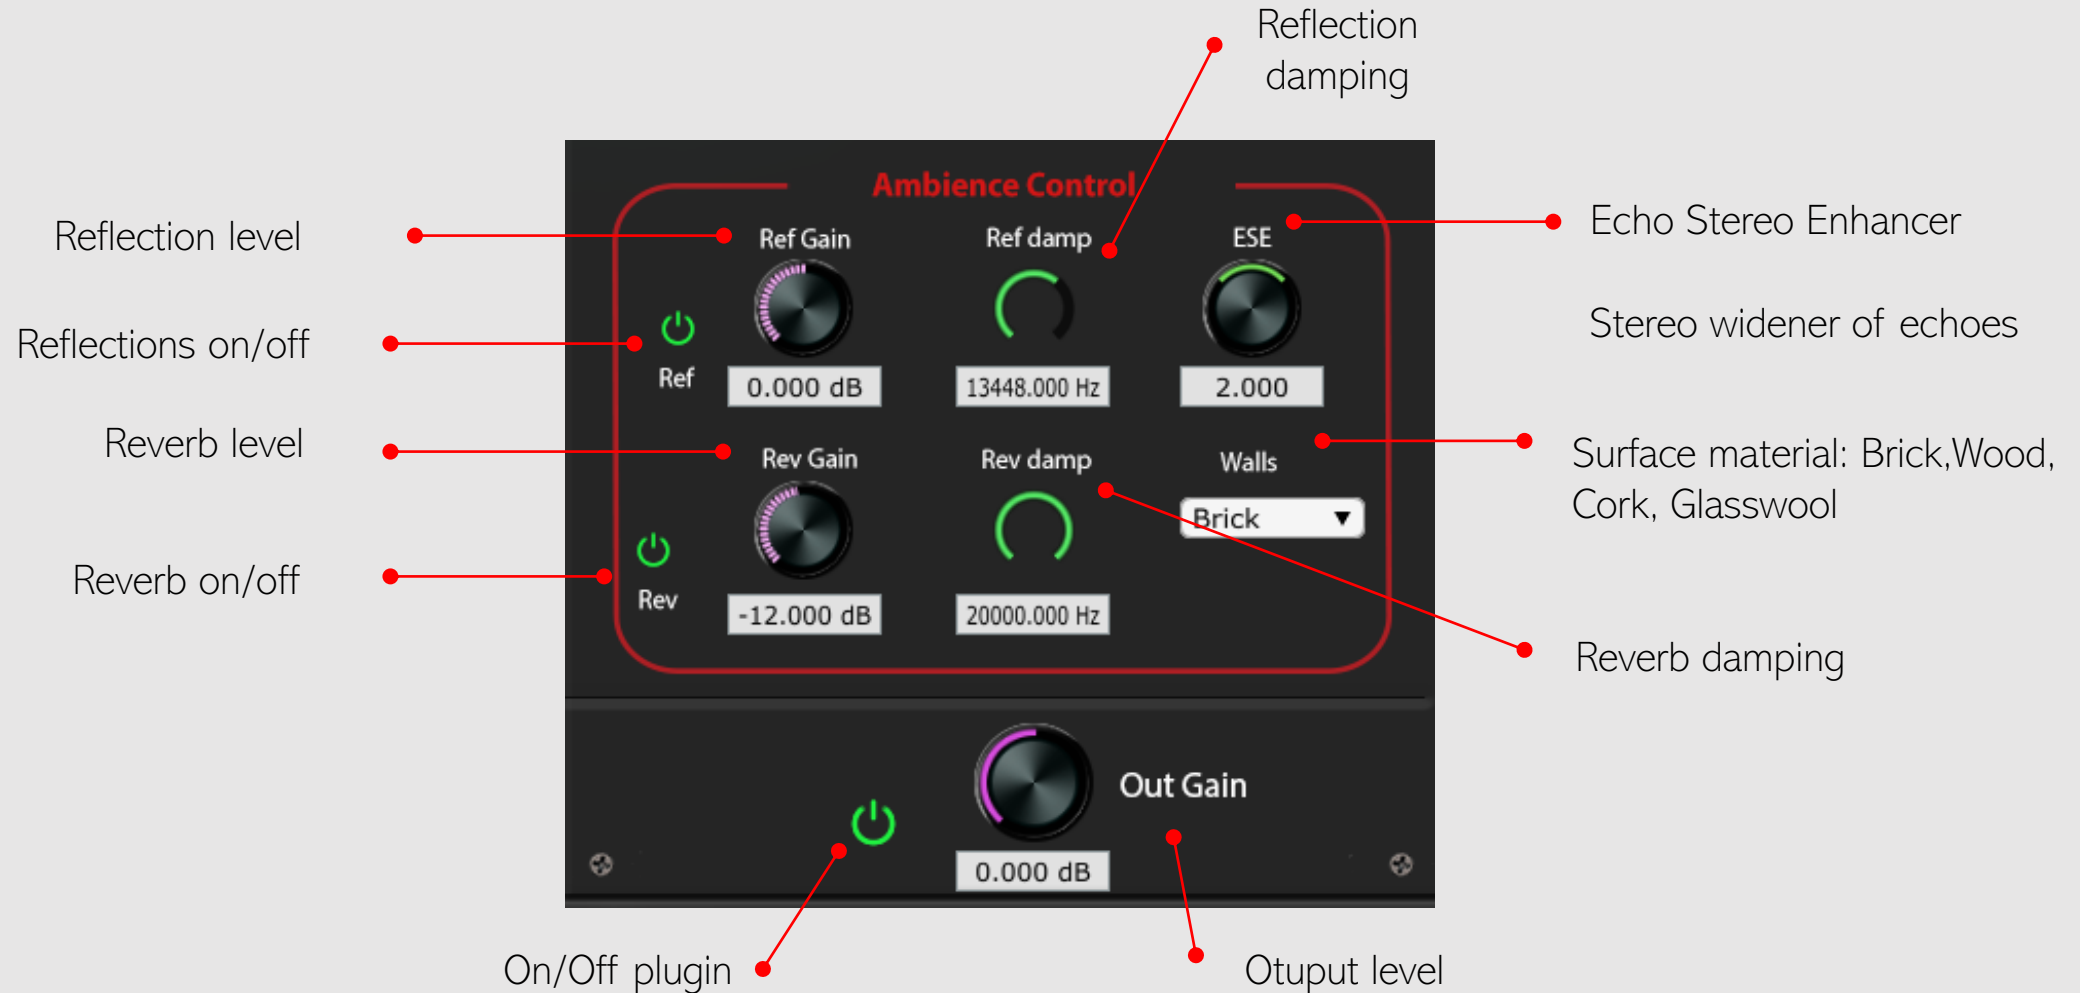 Reflection
damping
Ambience Control
Reflection level
Ref Gain
Ref damp
ESE
Echo Stereo Enhancer
Reflections on/off
Ref
Stereo widener of echoes
0.000 dB
13448.000 Hz
2.000
Reverb level
Rev Gain
Rev damp
Walls
Surface material: Brick,Wood,
Cork, Glasswool
Brick
Reverb on/off
Rev
-12.000 dB
20000.000 Hz
Reverb damping
Out Gain
0.000 dB
On/Off plugin
Otuput level